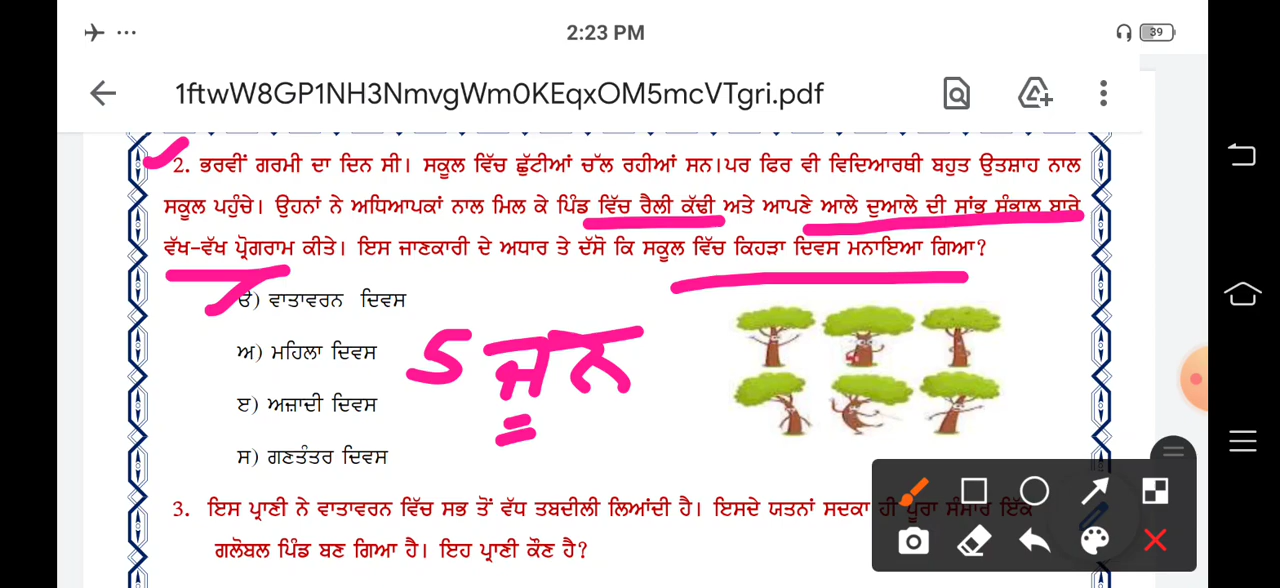 2:23 PM
39
1ftwW8GP1NH3NmvgWm0KEqxOM5mcVTgri.pdf
2. ਭਰਵੀਂ ਗਰਮੀ ਦਾ ਦਿਨ ਸੀ। ਸਕੂਲ ਵਿੱਚ ਛੁੱਟੀਆਂ ਚੱਲ ਰਹੀਆਂ ਸਨ।ਪਰ ਫਿਰ ਵੀ ਵਿਦਿਆਰਥੀ ਬਹੁਤ ਉਤਸ਼ਾਹ ਨਾਲ
ਸਕੂਲ ਪਹੁੰਚੇ। ਉਹਨਾਂ ਨੇ ਅਧਿਆਪਕਾਂ ਨਾਲ ਮਿਲ ਕੇ ਪਿੰਡ ਵਿੱਚ ਰੈਲੀ ਕੱਢੀ ਅਤੇ ਆਪਣੇ ਆਲੇ ਦੁਆਲੇ ਦੀ ਸਾਂਭ ਸੰਭਾਲ ਬਾਰੇ
ਵੱਖ-ਵੱਖ ਪ੍ਰੋਗਰਾਮ ਕੀਤੇ। ਇਸ ਜਾਣਕਾਰੀ ਦੇ ਅਧਾਰ ਤੇ ਦੱਸੋ ਕਿ ਸਕੂਲ ਵਿੱਚ ਕਿਹੜਾ ਦਿਵਸ ਮਨਾਇਆ ਗਿਆ?
ੳ) ਵਾਤਾਵਰਨ ਦਿਵਸ
ਅ) ਮਹਿਲਾ ਦਿਵਸ
5 ਜੂਨ
ੲ) ਅਜ਼ਾਦੀ ਦਿਵਸ
ਸ) ਗਣਤੰਤਰ ਦਿਵਸ
3. ਇਸ ਪ੍ਰਾਣੀ ਨੇ ਵਾਤਾਵਰਨ ਵਿੱਚ ਸਭ ਤੋਂ ਵੱਧ ਤਬਦੀਲੀ ਲਿਆਂਦੀ ਹੈ। ਇਸਦੇ ਯਤਨਾਂ ਸਦਕਾ ਹੀ ਪੂਰਾ ਸੰਸਾਰ ਇੱਕ
ਗਲੋਬਲ ਪਿੰਡ ਬਣ ਗਿਆ ਹੈ। ਇਹ ਪ੍ਰਾਣੀ ਕੌਣ ਹੈ?